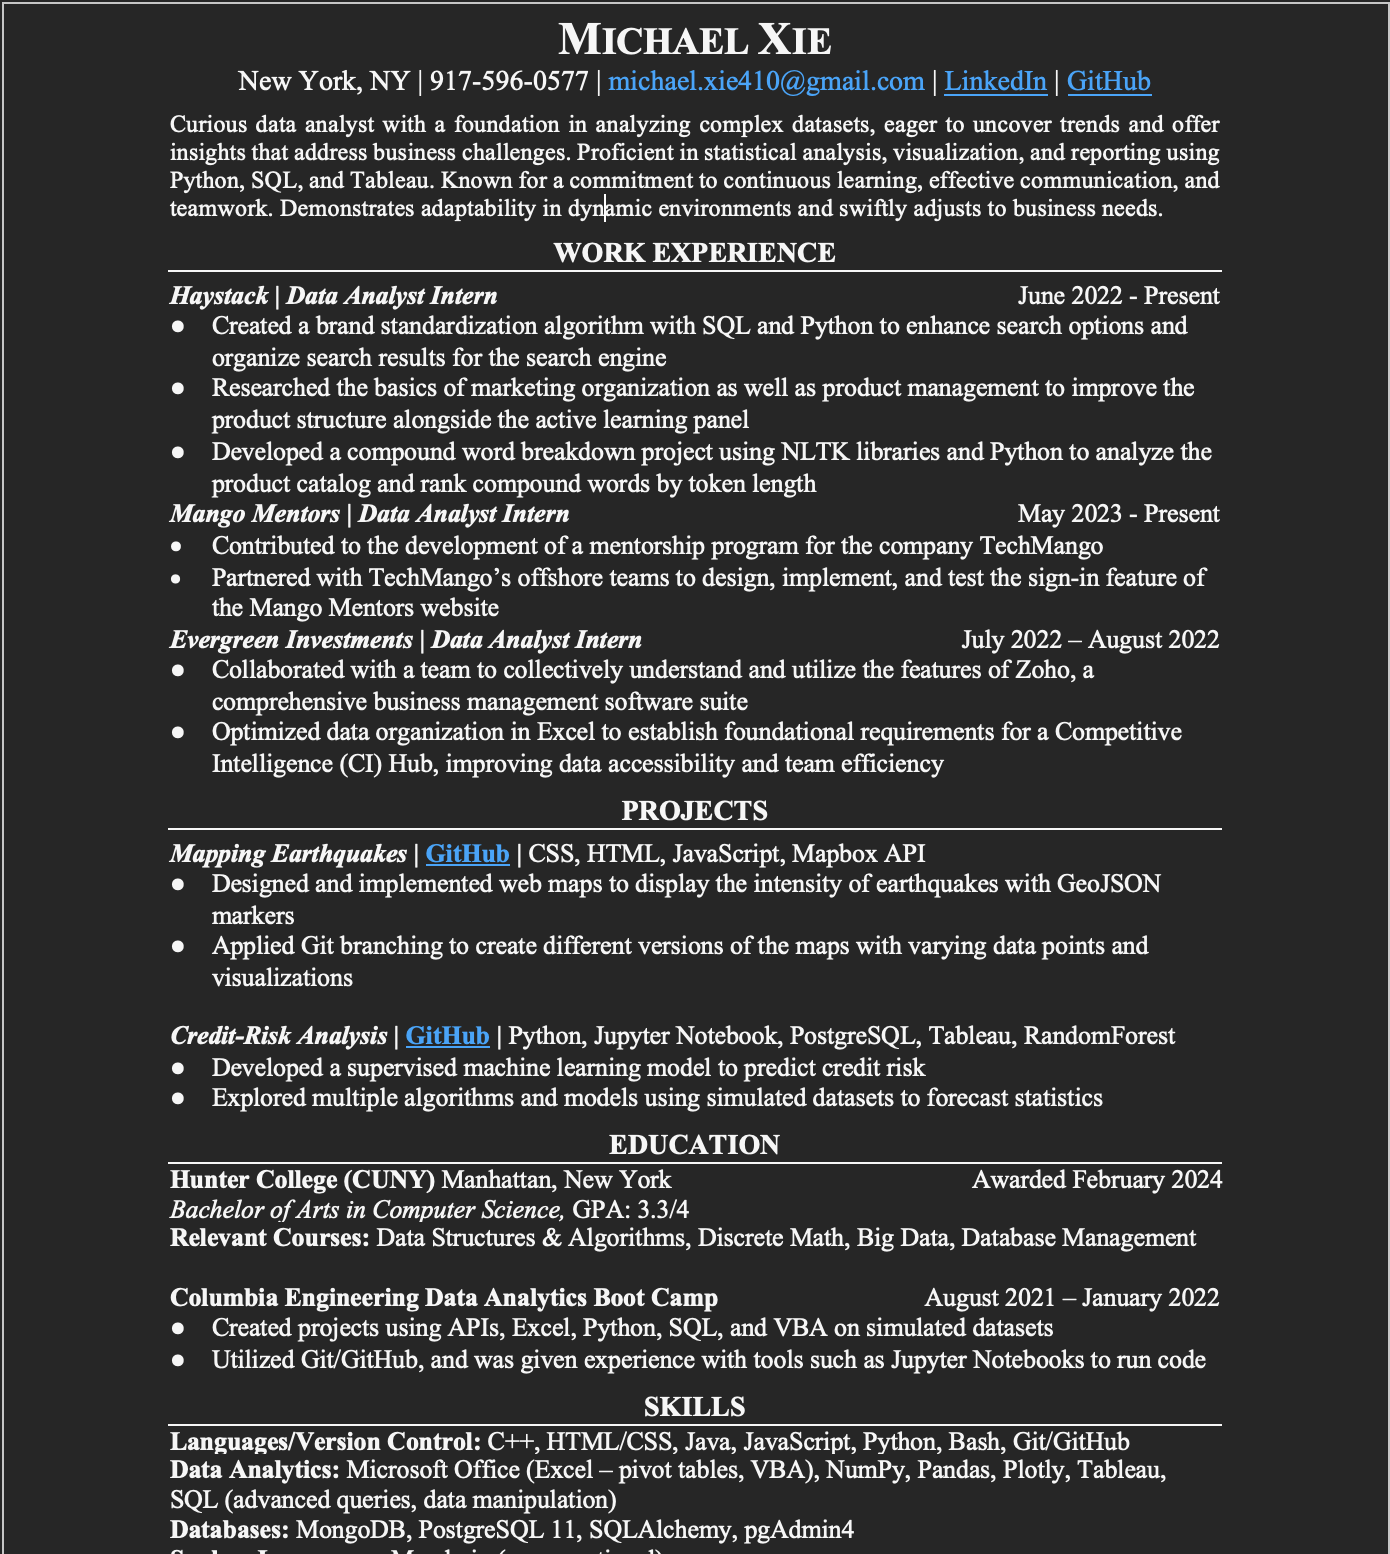 MICHAEL XIE
New York, NY | 917-596-0577 | michael.xie410@gmail.com | LinkedIn | GitHub
Curious data analyst with a foundation in analyzing complex datasets, eager to uncover trends and offer
insights that address business challenges. Proficient in statistical analysis, visualization, and reporting using
Python, SQL, and Tableau. Known for a commitment to continuous learning, effective communication, and
teamwork. Demonstrates adaptability in dynamic environments and swiftly adjusts to business needs.
WORK EXPERIENCE
Haystack | Data Analyst Intern June 2022 - Present
● Created a brand standardization algorithm with SQL and Python to enhance search options and
organize search results for the search engine
● Researched the basics of marketing organization as well as product management to improve the
product structure alongside the active learning panel
● Developed a compound word breakdown project using NLTK libraries and Python to analyze the
product catalog and rank compound words by token length
Mango Mentors | Data Analyst Intern May 2023 - Present
● Contributed to the development of a mentorship program for the company TechMango
● Partnered with TechMango’s offshore teams to design, implement, and test the sign-in feature of
the Mango Mentors website
Evergreen Investments | Data Analyst Intern July 2022 – August 2022
● Collaborated with a team to collectively understand and utilize the features of Zoho, a
comprehensive business management software suite
● Optimized data organization in Excel to establish foundational requirements for a Competitive
Intelligence (CI) Hub, improving data accessibility and team efficiency
PROJECTS
Mapping Earthquakes | GitHub | CSS, HTML, JavaScript, Mapbox API
● Designed and implemented web maps to display the intensity of earthquakes with GeoJSON
markers
● Applied Git branching to create different versions of the maps with varying data points and
visualizations
Credit-Risk Analysis | GitHub | Python, Jupyter Notebook, PostgreSQL, Tableau, RandomForest
● Developed a supervised machine learning model to predict credit risk
● Explored multiple algorithms and models using simulated datasets to forecast statistics
EDUCATION
Hunter College (CUNY) Manhattan, New York Awarded February 2024
Bachelor of Arts in Computer Science, GPA: 3.3/4
Relevant Courses: Data Structures & Algorithms, Discrete Math, Big Data, Database Management
Columbia Engineering Data Analytics Boot Camp August 2021 – January 2022
● Created projects using APIs, Excel, Python, SQL, and VBA on simulated datasets
● Utilized Git/GitHub, and was given experience with tools such as Jupyter Notebooks to run code
SKILLS
Languages/Version Control: C++, HTML/CSS, Java, JavaScript, Python, Bash, Git/GitHub
Data Analytics: Microsoft Office (Excel – pivot tables, VBA), NumPy, Pandas, Plotly, Tableau,
SQL (advanced queries, data manipulation)
Databases: MongoDB, PostgreSQL 11, SQLAlchemy, pgAdmin4